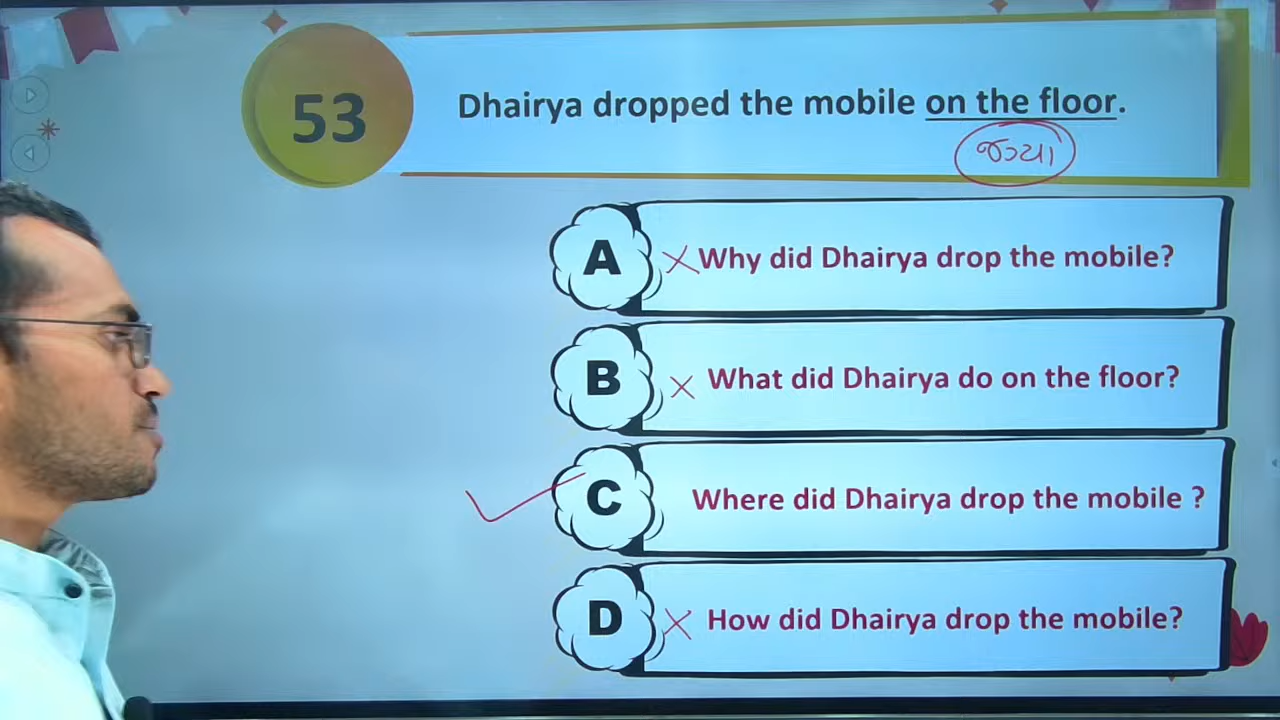 53
Dhairya dropped the mobile on the floor.
જગ્યા
A
Why did Dhairya drop the mobile?
B
What did Dhairya do on the floor?
C
Where did Dhairya drop the mobile ?
D
How did Dhairya drop the mobile?